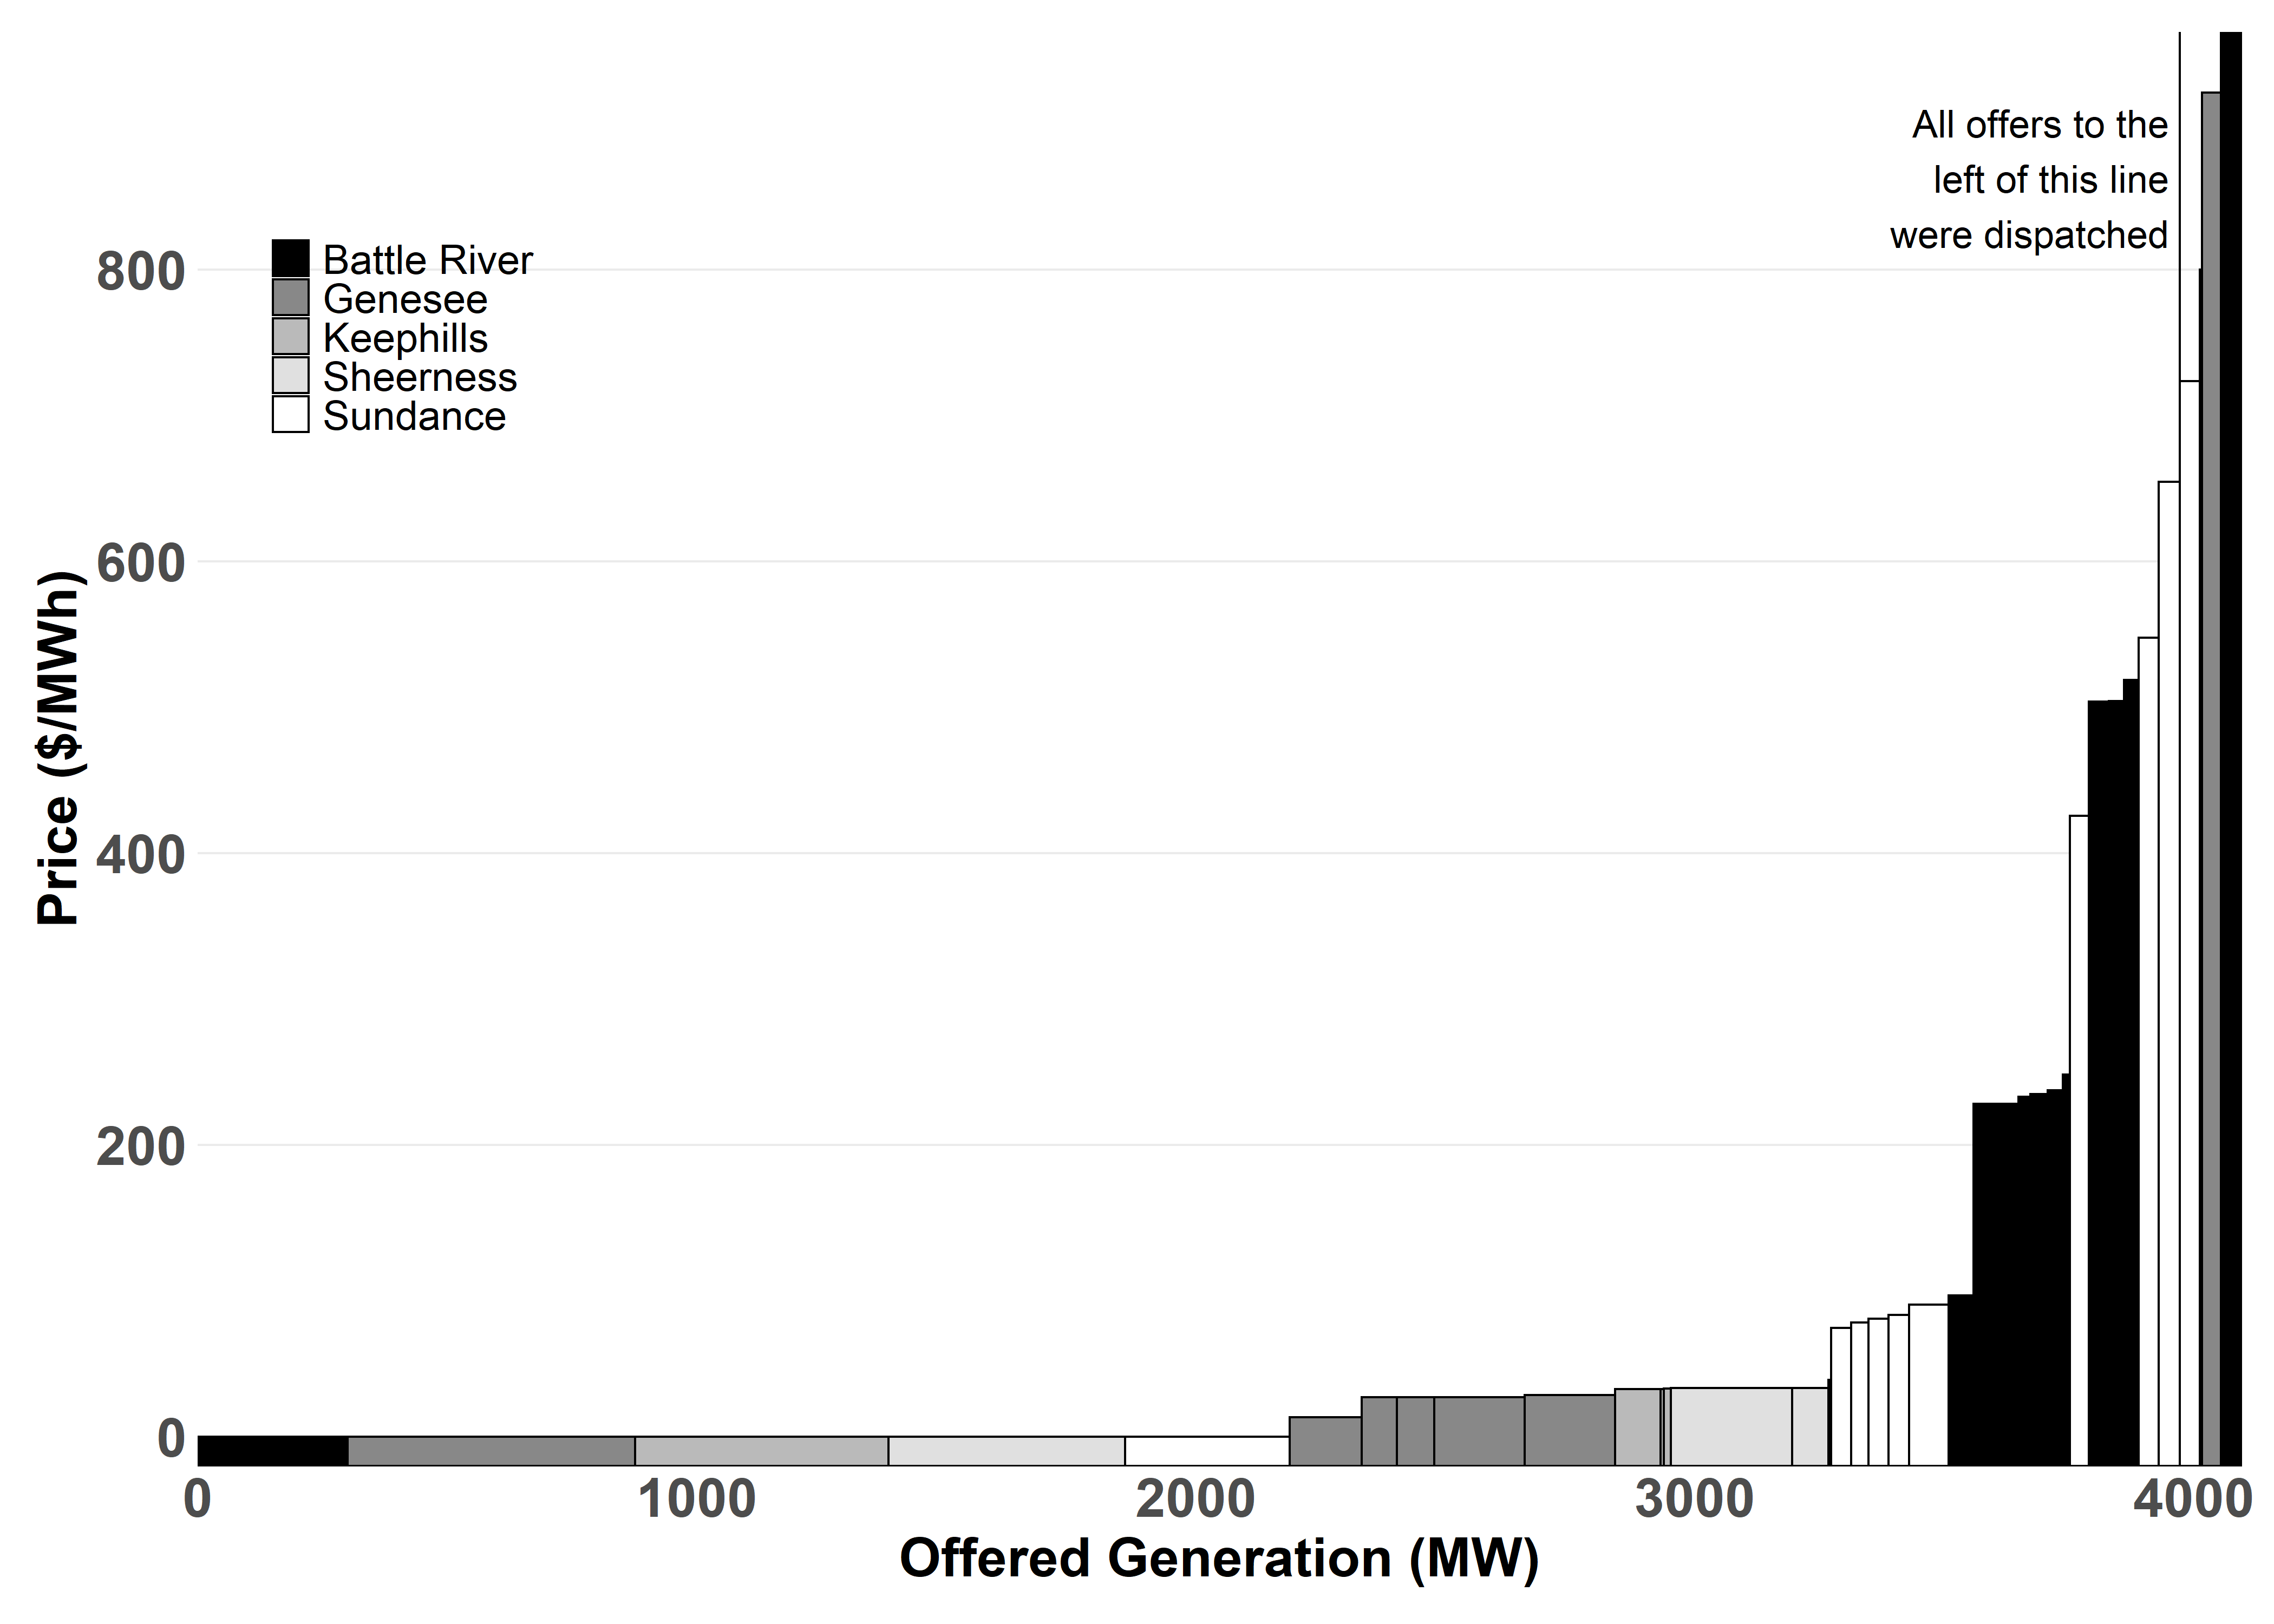 All offers to the
left of this line
were dispatched
Battle River
Genesee
Keephills
Sheerness
Sundance
800
600
400
200
0
Price ($/MWh)
0 1000 2000 3000 4000
Offered Generation (MW)